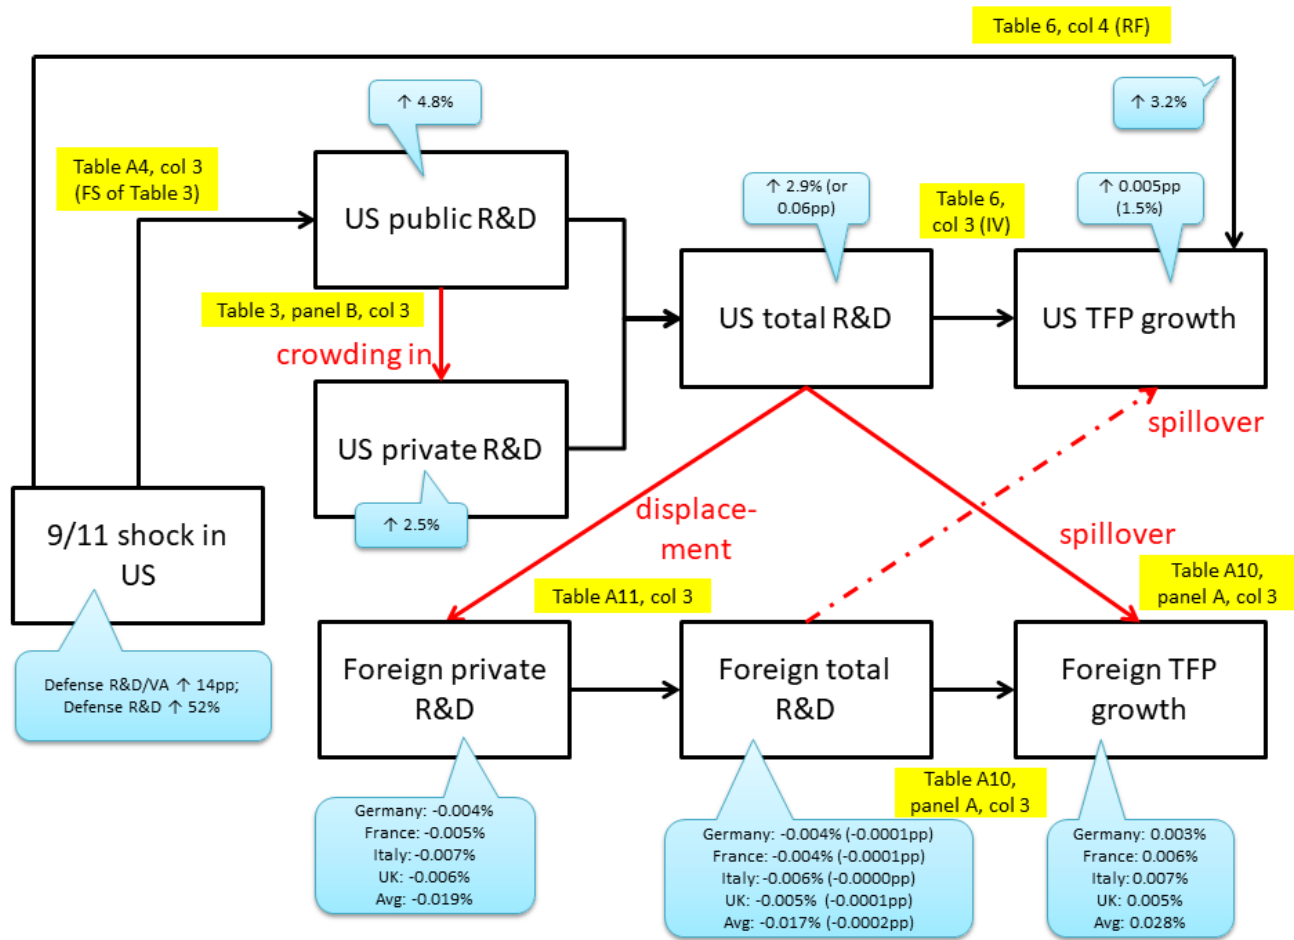 Table 6, col 4 (RF)
↑ 4.8%
↑ 3.2%
Table A4, col 3
(FS of Table 3)
US public R&D
↑ 2.9% (or
0.06pp)
Table 6,
col 3 (IV)
↑ 0.005pp
(1.5%)
Table 3, panel B, col 3
crowding in
US total R&D
US TFP growth
US private R&D
↑ 2.5%
spillover
9/11 shock in
US
displace-
ment
spillover
Table A11, col 3
Table A10,
panel A, col 3
Defense R&D/VA ↑ 14pp;
Defense R&D ↑ 52%
Foreign private
R&D
Foreign total
R&D
Foreign TFP
growth
Table A10,
panel A, col 3
Germany: -0.004%
France: -0.005%
Italy: -0.007%
UK: -0.006%
Avg: -0.019%
Germany: -0.004% (-0.0001pp)
France: -0.004% (-0.0001pp)
Italy: -0.006% (-0.0000pp)
UK: -0.005% (-0.0001pp)
Avg: -0.017% (-0.0002pp)
Germany: 0.003%
France: 0.006%
Italy: 0.007%
UK: 0.005%
Avg: 0.028%